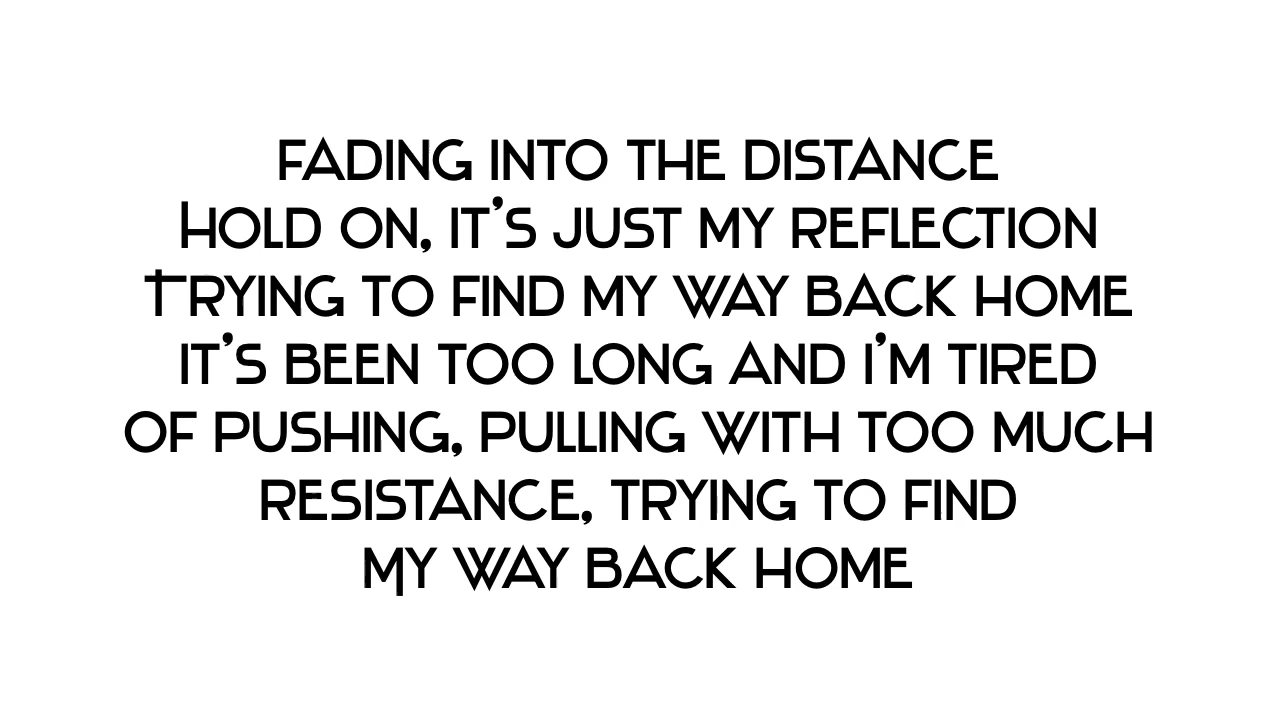 FADING INTO THE DISTANCE
HOLD ON, IT'S JUST MY REFLECTION
TRYING TO FIND MY WAY BACK HOME
IT'S BEEN TOO LONG AND I'M TIRED
OF PUSHING, PULLING WITH TOO MUCH
RESISTANCE, TRYING TO FIND
MY WAY BACK HOME